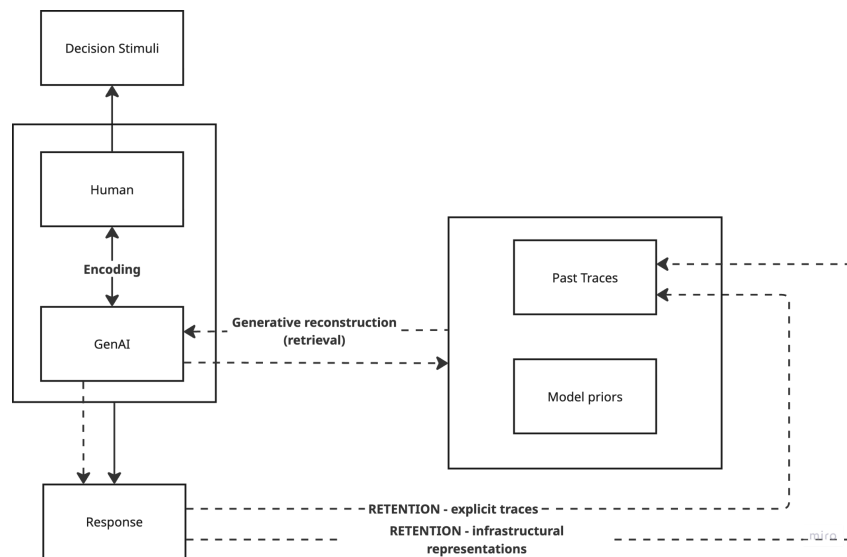 Decision Stimuli
Human
Encoding
GenAI
Generative reconstruction
(retrieval)
Past Traces
Model priors
Response
RETENTION - explicit traces
RETENTION - infrastructural
representations
miro